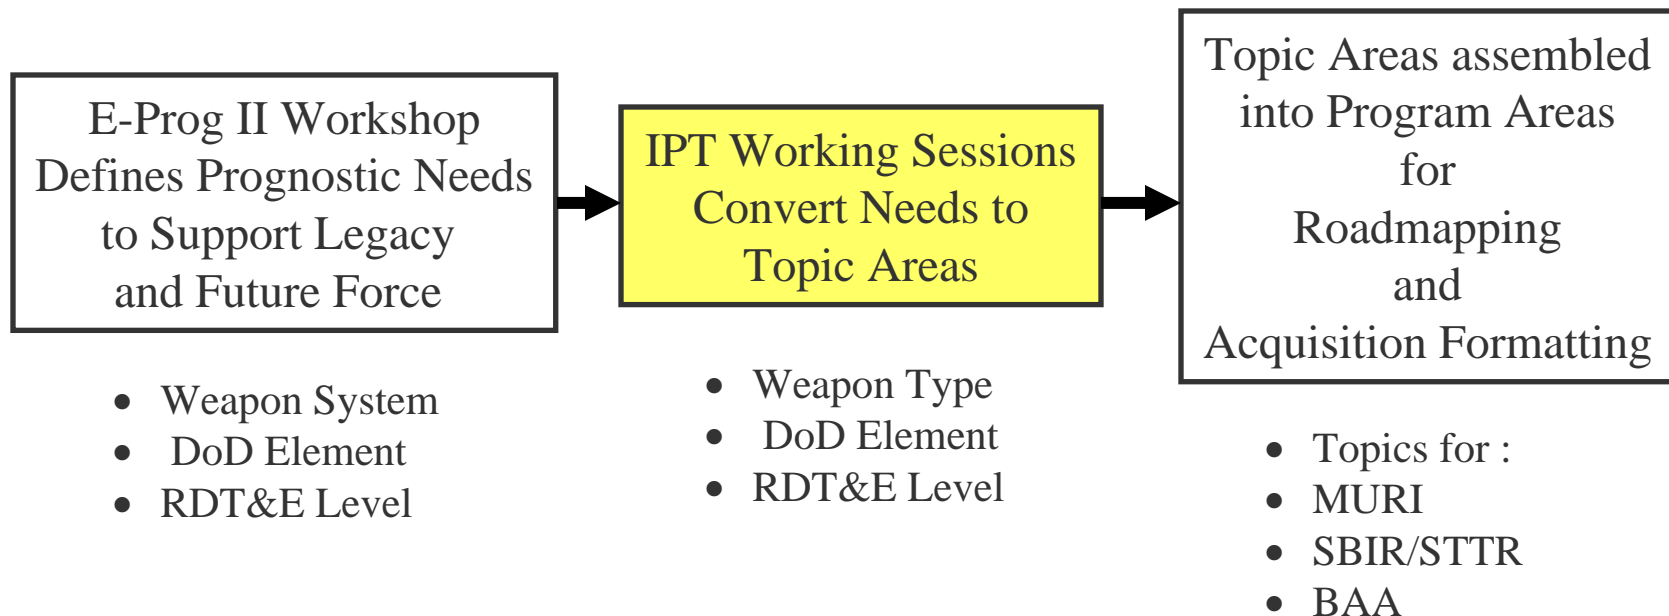 E-Prog II Workshop
Defines Prognostic Needs
to Support Legacy
and Future Force
• Weapon System
• DoD Element
• RDT&E Level
IPT Working Sessions
Convert Needs to
Topic Areas
• Weapon Type
• DoD Element
• RDT&E Level
Topic Areas assembled
into Program Areas
for
Roadmapping
and
Acquisition Formatting
• Topics for :
• MURI
• SBIR/STTR
• BAA